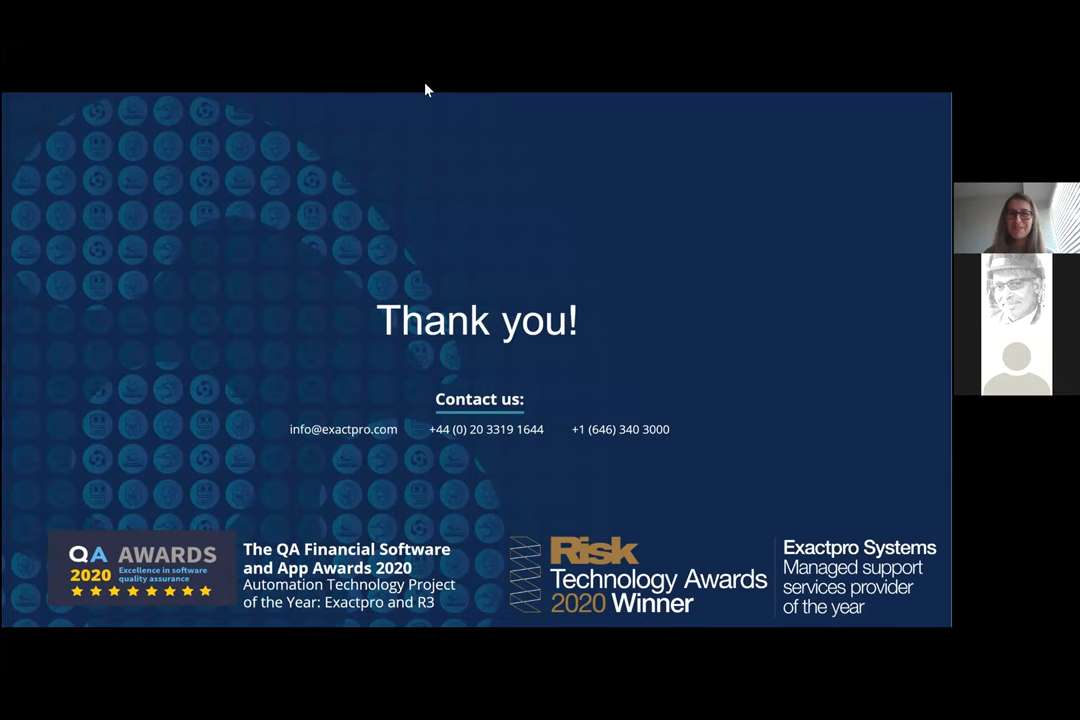 Thank you!
Contact us:
info@exactpro.com +44 (0) 20 3319 1644 +1 (646) 340 3000
QA AWARDS
2020 Excellence in software
quality assurance
The QA Financial Software
and App Awards 2020
Automation Technology Project
of the Year: Exactpro and R3
Risk
Technology Awards
2020 Winner
Exactpro Systems
Managed support
services provider
of the year